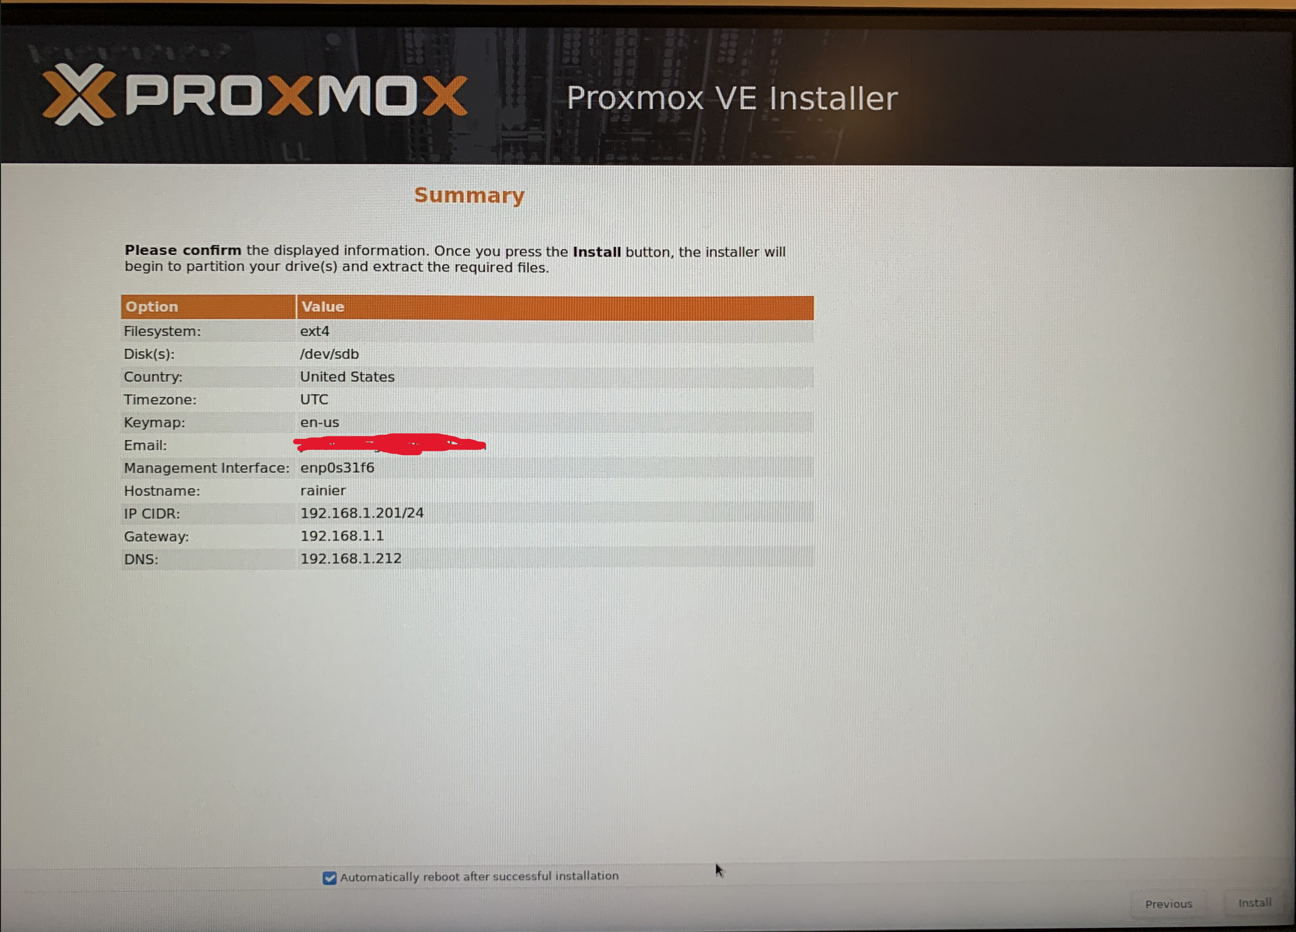 PROXMOX
Proxmox VE Installer
Summary
Please confirm the displayed information. Once you press the Install button, the installer will
begin to partition your drive(s) and extract the required files.
Option Value
Filesystem: ext4
Disk(s): /dev/sdb
Country: United States
Timezone: UTC
Keymap: en-us
Email:
Management Interface: enp0s31f6
Hostname: rainier
IP CIDR: 192.168.1.201/24
Gateway: 192.168.1.1
DNS: 192.168.1.212
Automatically reboot after successful installation
Previous Install